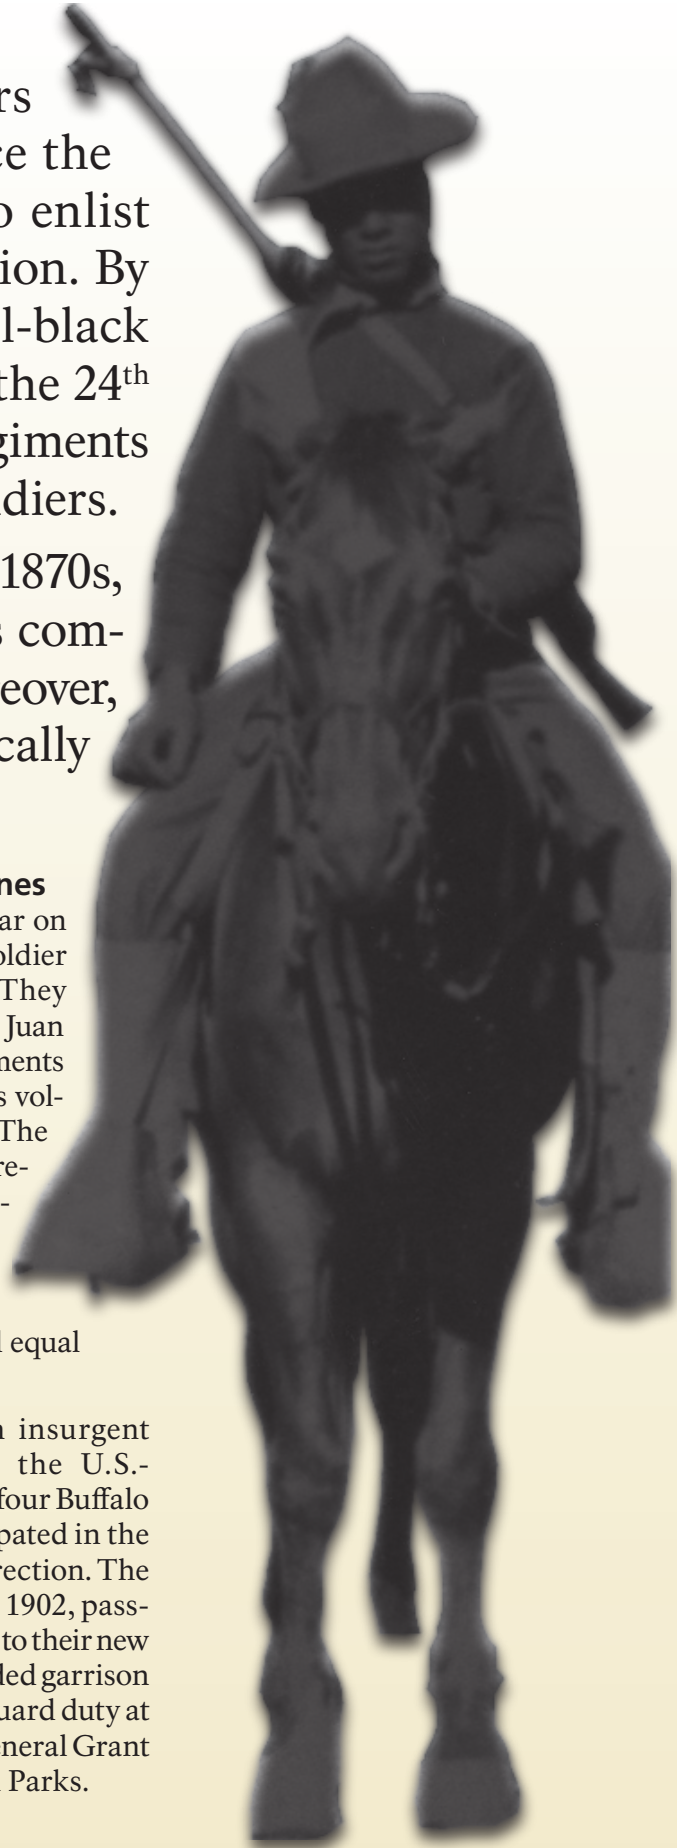 rs
ce the
o enlist
ion. By
l-black
the 24th
giments
diers.
1870s,
s com-
eover,
cally
nes
ar on
oldier
They
Juan
ments
s vol-
The
re-
-
l equal
n insurgent
the U.S.-
four Buffalo
pated in the
rection. The
1902, pass-
to their new
ded garrison
uard duty at
eneral Grant
l Parks.